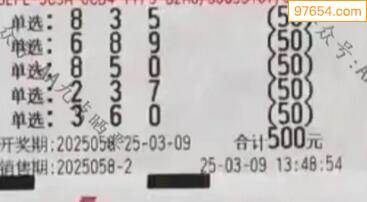 97654.com
单选: 8 3 5 (50)
单选: 6 8 9 (50)
单选: 8 5 0 (50)
单选: 2 3 7 (50)
单选: 3 6 0 (50)
开奖期:2025058 25-03-09 合计500元
销售期:2025058-2 25-03-09 13:48:54